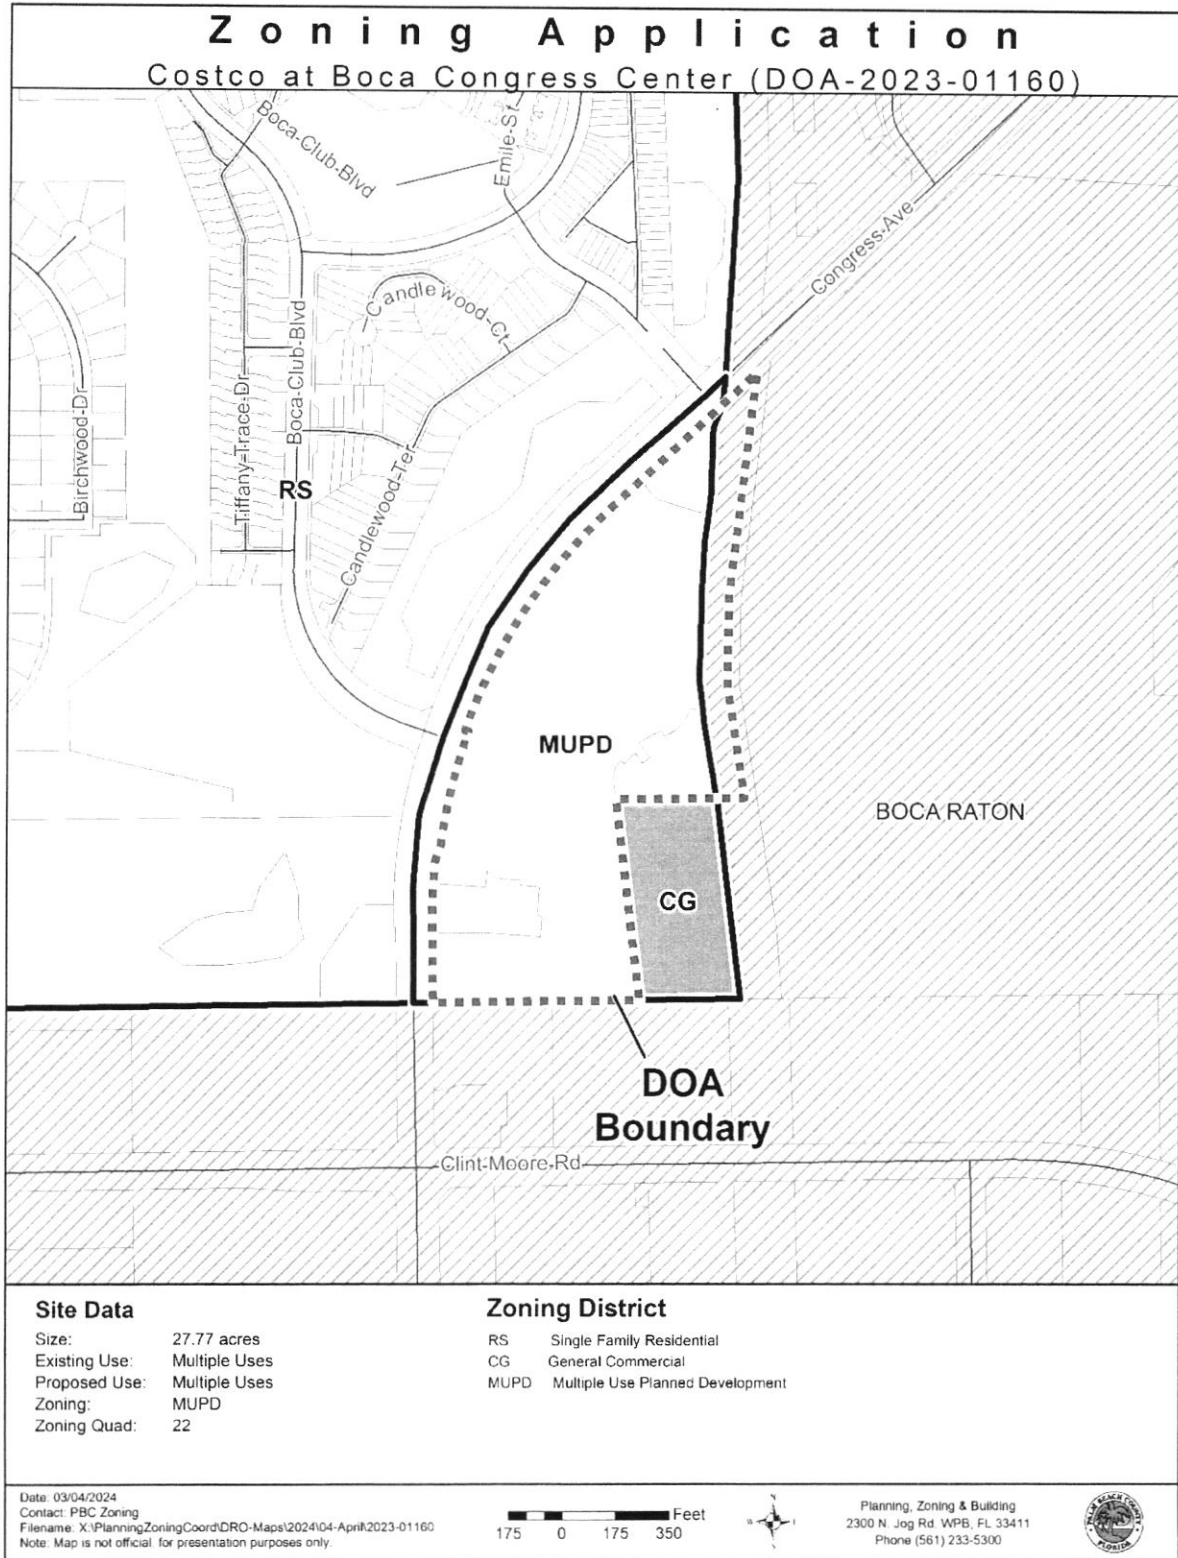 Zoning Application
Costco at Boca Congress Center (DOA-2023-01160)
Boca-Club-Blvd
Emile-St
Congress-Ave
Candlewood-Ct
Boca-Club-Blvd
Tiffany-Trace-Dr
Birchwood-Dr
Candlewood-Ter
RS
MUPD
BOCA RATON
CG
DOA
Boundary
Clint-Moore-Rd
Site Data
Size: 27.77 acres
Existing Use: Multiple Uses
Proposed Use: Multiple Uses
Zoning: MUPD
Zoning Quad: 22
Zoning District
RS Single Family Residential
CG General Commercial
MUPD Multiple Use Planned Development
Date: 03/04/2024
Contact: PBC Zoning
Filename: X:\PlanningZoningCoord\DRO-Maps\2024\04-April\2023-01160
Note: Map is not official, for presentation purposes only.
Feet
175 0 175 350
Planning, Zoning & Building
2300 N. Jog Rd. WPB, FL 33411
Phone (561) 233-5300
PALM BEACH COUNTY
FLORIDA